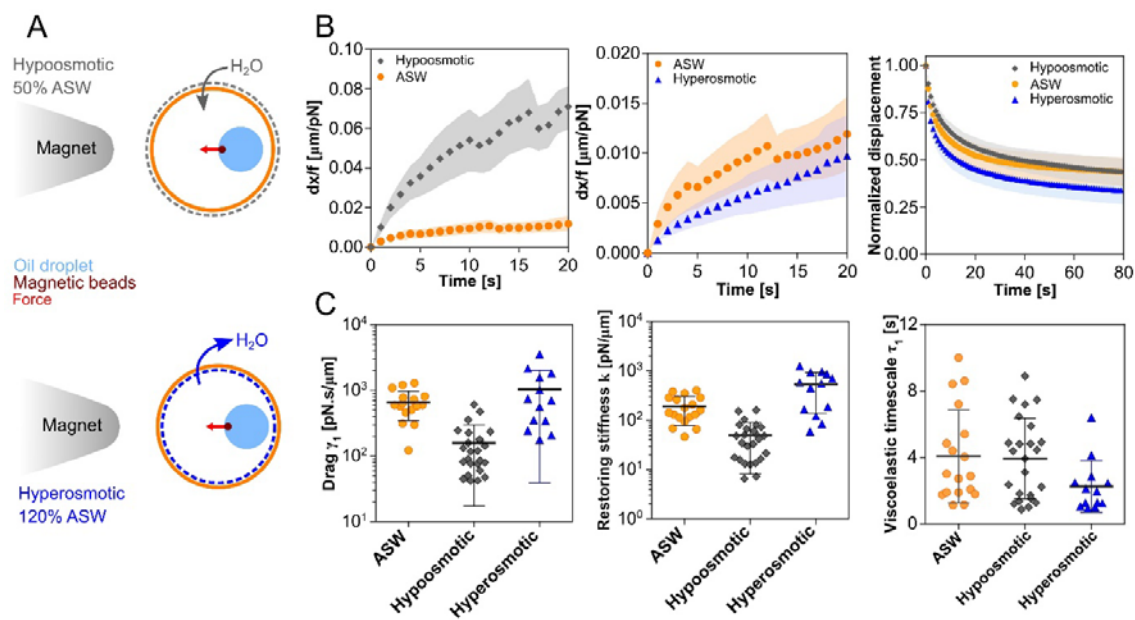 A
Hypoosmotic
50% ASW
H2O
Magnet
Oil droplet
Magnetic beads
Force
H2O
Magnet
Hyperosmotic
120% ASW
B
dx/f [µm/pN]
0.10
0.08
0.06
0.04
0.02
0.00
Hypoosmotic
ASW
0 5 10 15 20
Time [s]
dx/f [µm/pN]
0.020
0.015
0.010
0.005
0.000
ASW
Hyperosmotic
0 5 10 15 20
Time [s]
Normalized displacement
1.00
0.75
0.50
0.25
0.00
Hypoosmotic
ASW
Hyperosmotic
0 20 40 60 80
Time [s]
C
Drag γ1 [pN.s/µm]
10^4
10^3
10^2
10^1
ASW
Hypoosmotic
Hyperosmotic
Restoring stiffness k [pN/µm]
10^4
10^3
10^2
10^1
10^0
ASW
Hypoosmotic
Hyperosmotic
Viscoelastic timescale τ1 [s]
12
8
4
0
ASW
Hypoosmotic
Hyperosmotic